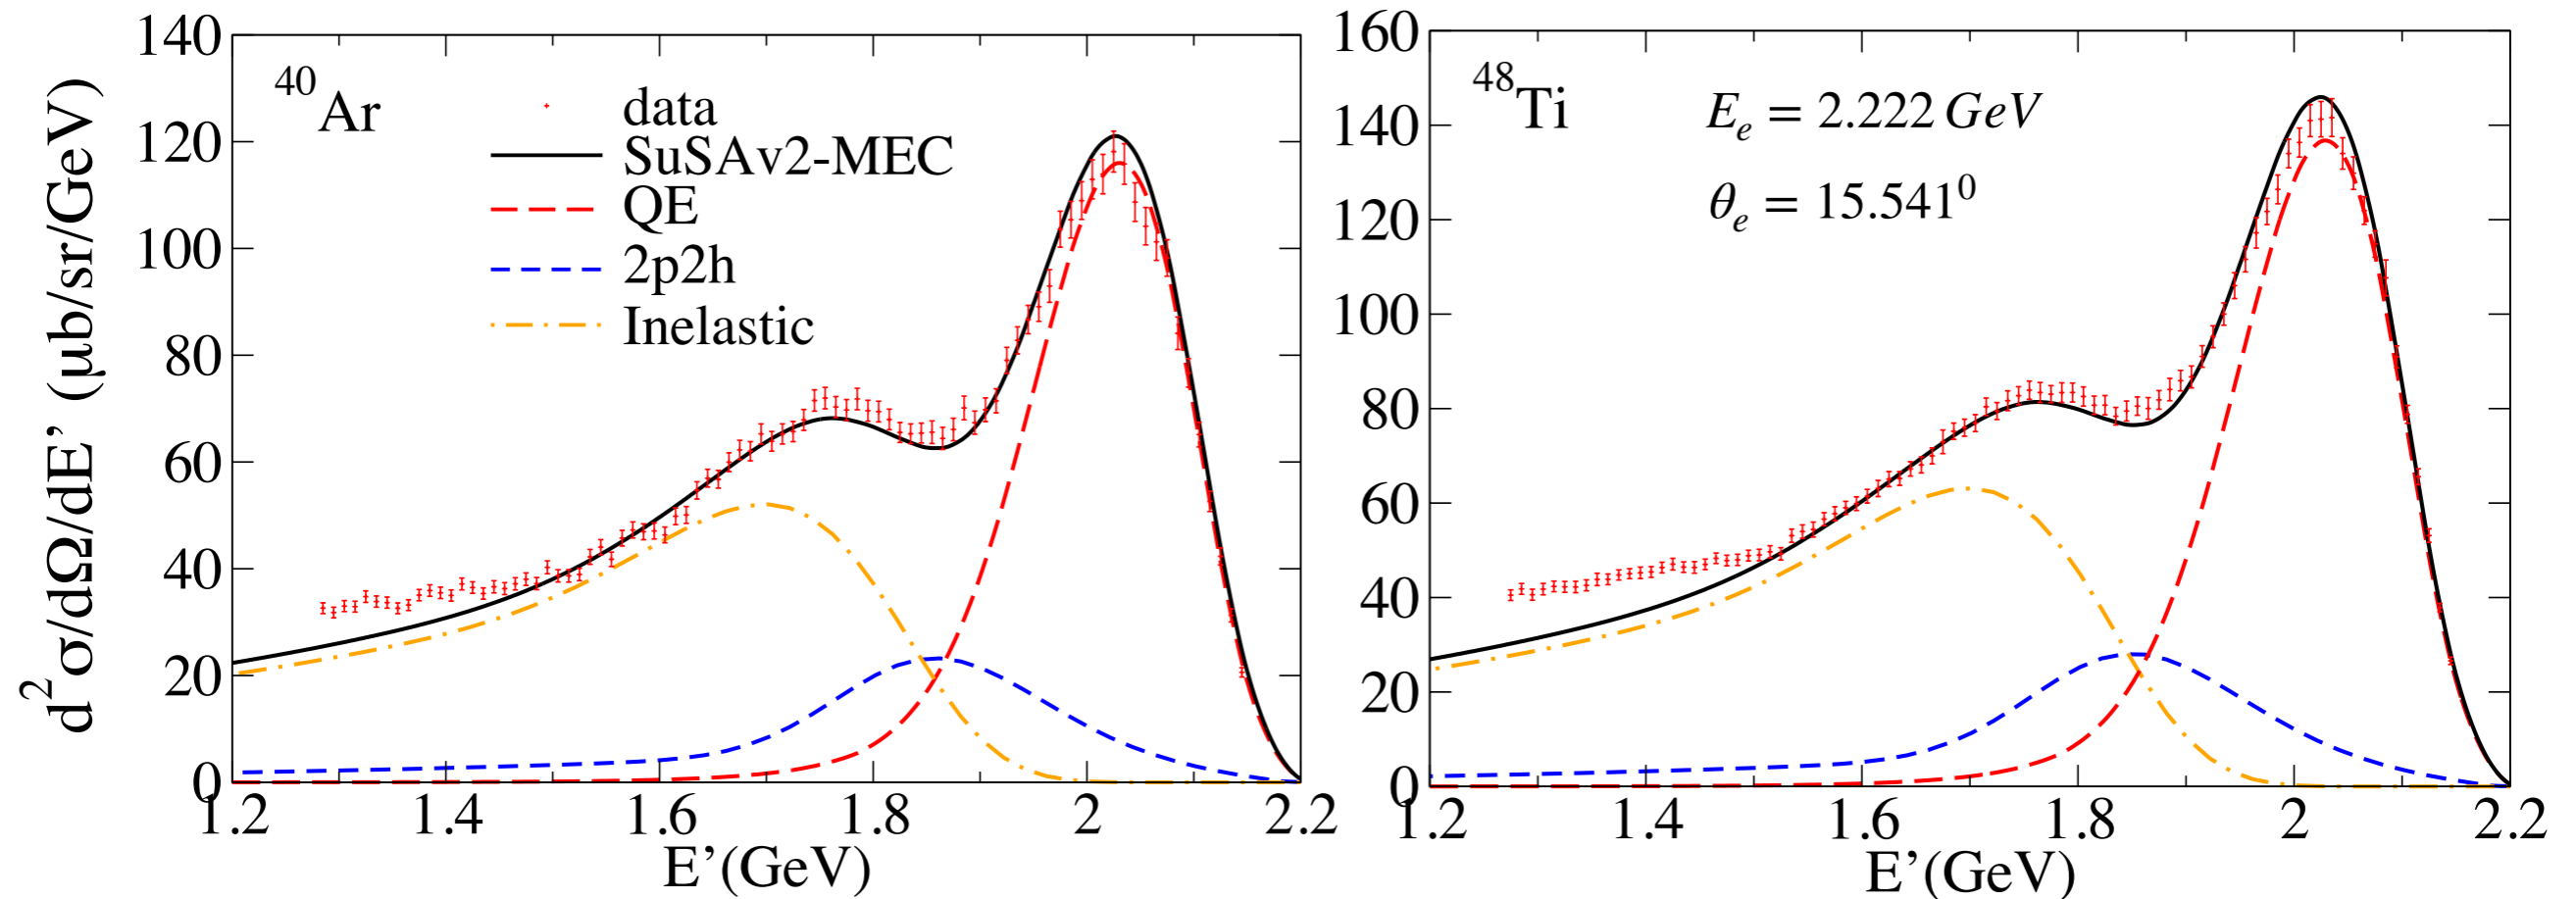 d²σ/dΩ/dE’ (μb/sr/GeV)
140
120
100
80
60
40
20
0
⁴⁰Ar
data
SuSAv2-MEC
QE
2p2h
Inelastic
1.2 1.4 1.6 1.8 2 2.2
E’(GeV)
160
140
120
100
80
60
40
20
0
⁴⁸Ti
Eₑ = 2.222 GeV
θₑ = 15.541⁰
1.2 1.4 1.6 1.8 2 2.2
E’(GeV)